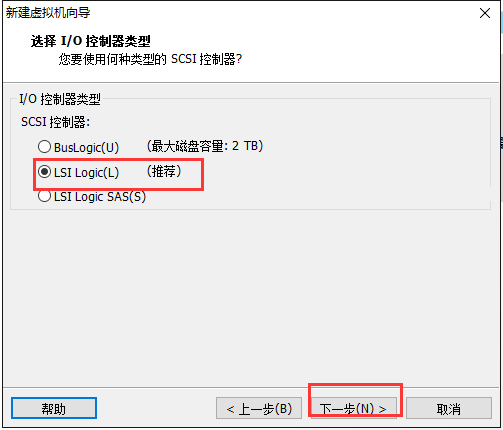 新建虚拟机向导
选择 I/O 控制器类型
您要使用何种类型的 SCSI 控制器?
I/O 控制器类型
SCSI 控制器:
BusLogic(U) (最大磁盘容量: 2 TB)
LSI Logic(L) (推荐)
LSI Logic SAS(S)
帮助 < 上一步(B) 下一步(N) > 取消